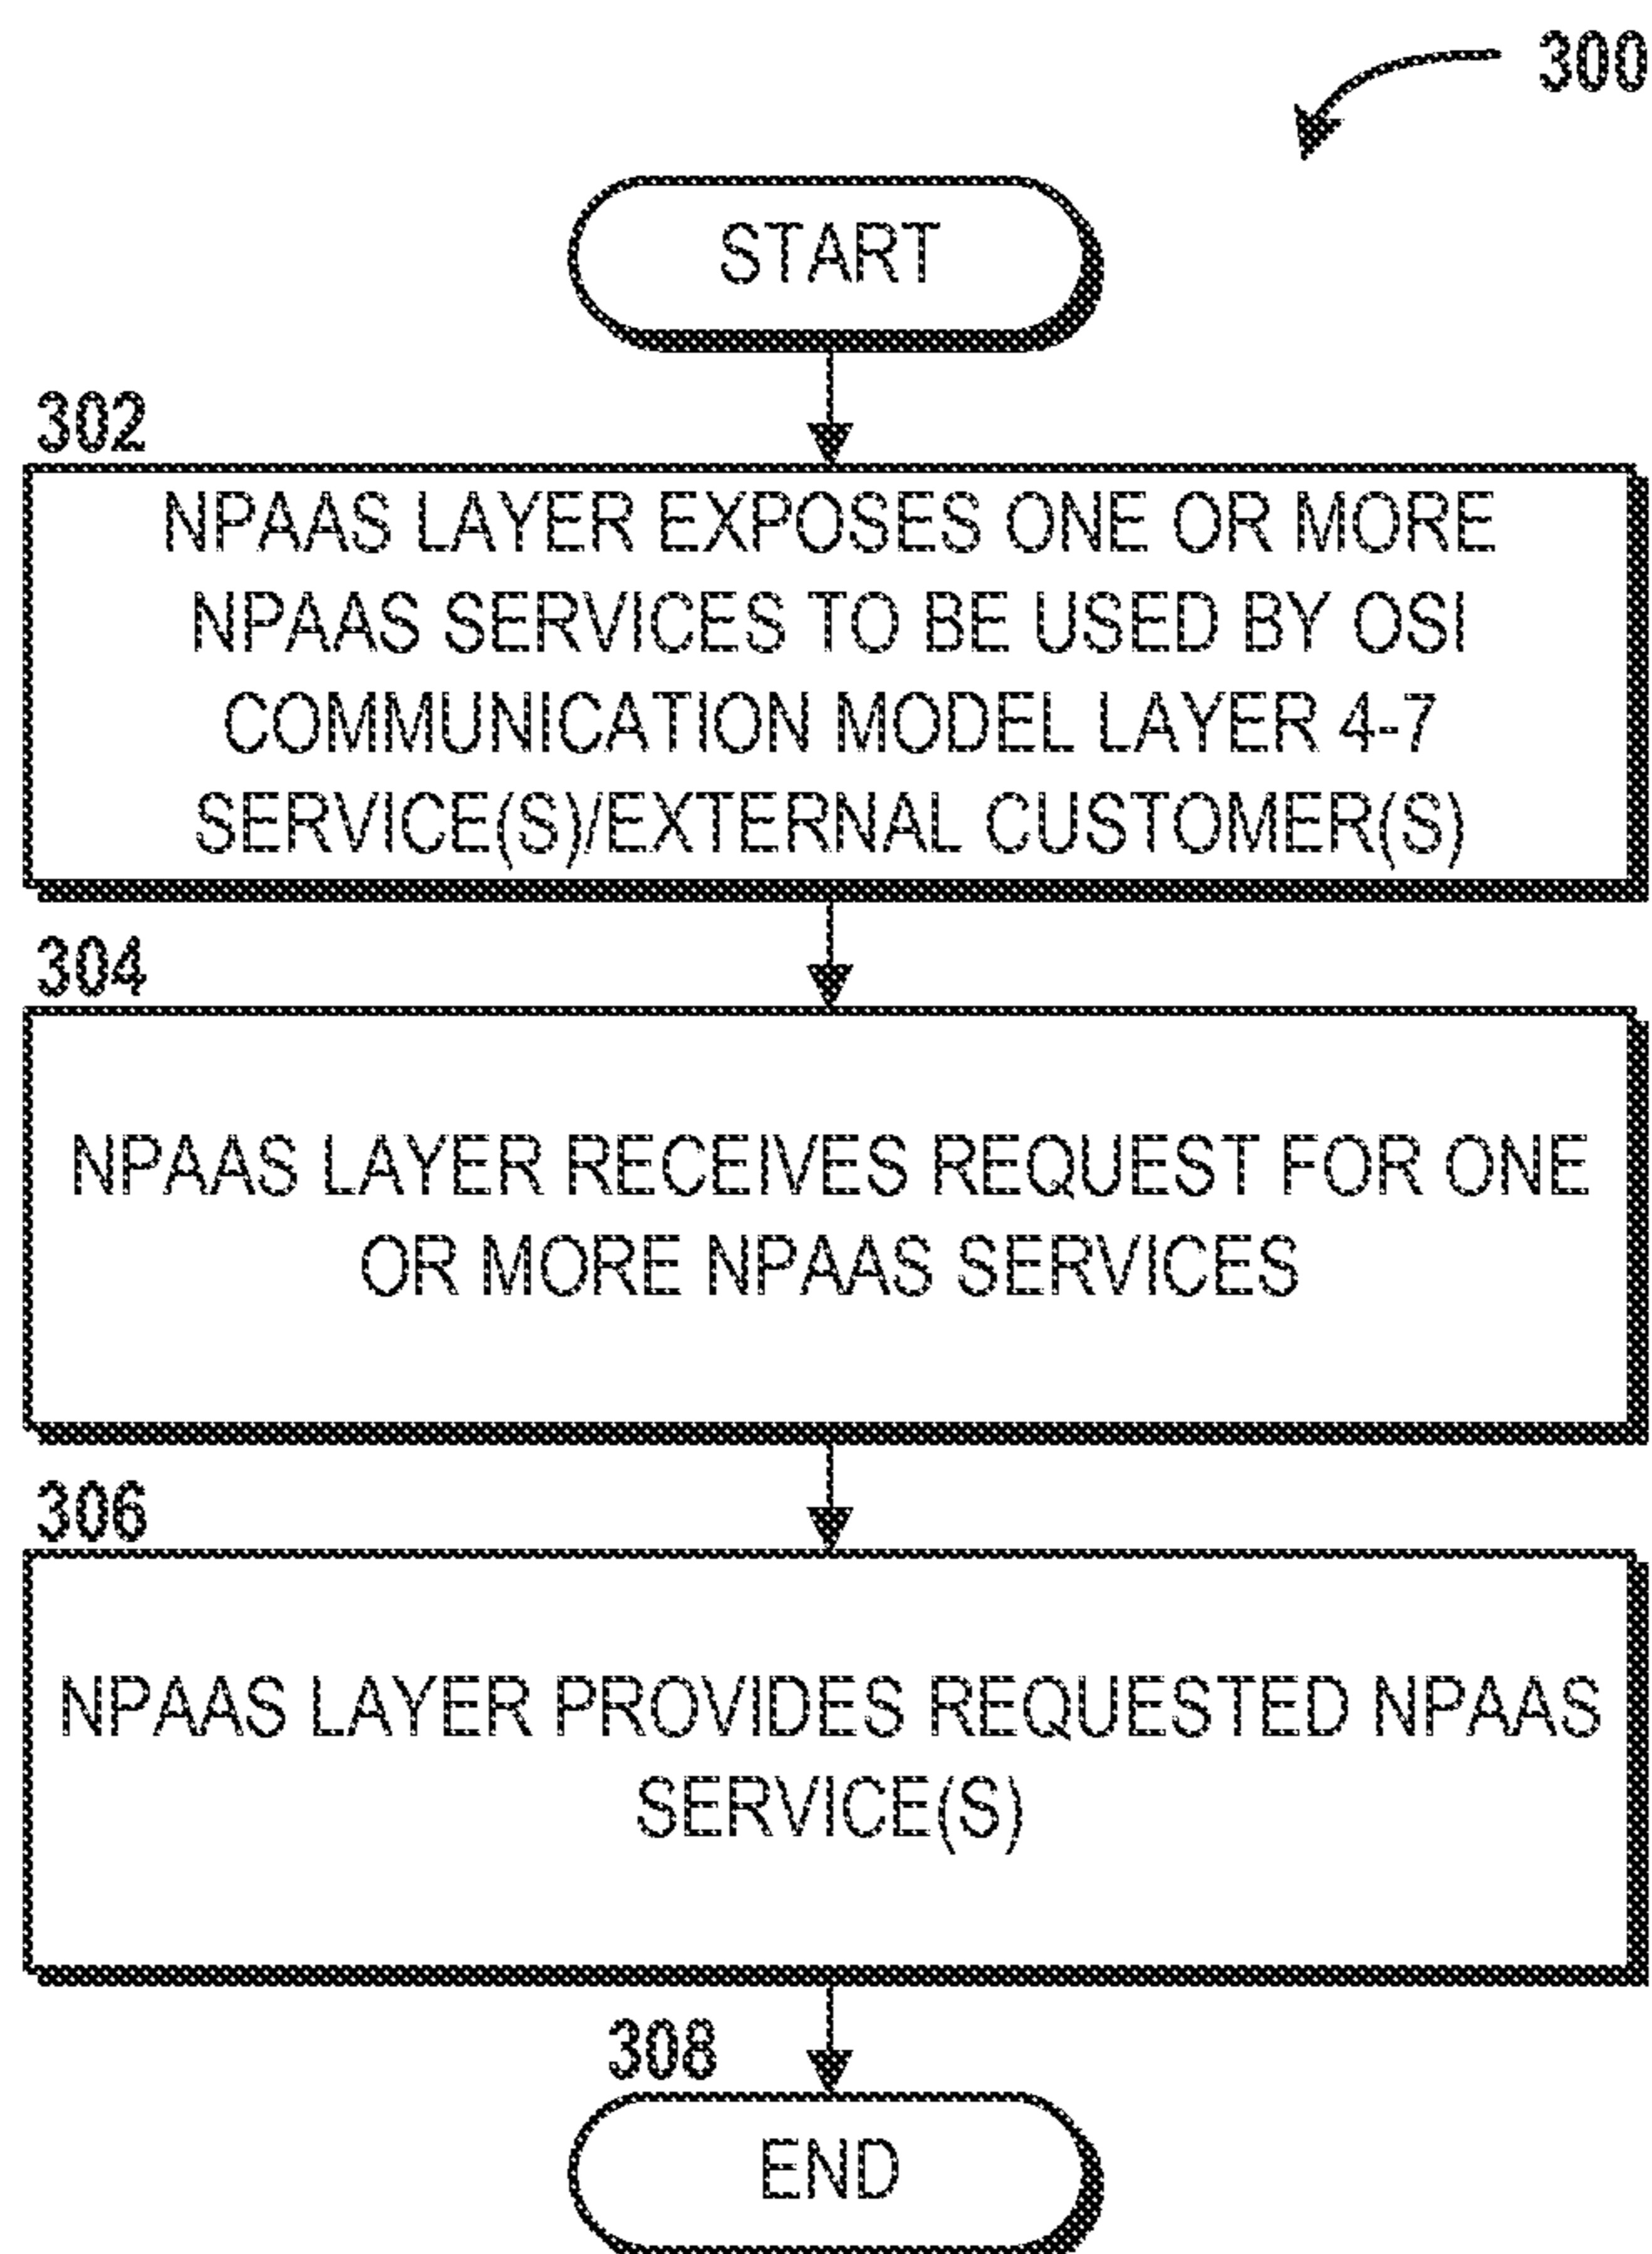 300
START
302
NPAAS LAYER EXPOSES ONE OR MORE
NPAAS SERVICES TO BE USED BY OSI
COMMUNICATION MODEL LAYER 4-7
SERVICE(S)/EXTERNAL CUSTOMER(S)
304
NPAAS LAYER RECEIVES REQUEST FOR ONE
OR MORE NPAAS SERVICES
306
NPAAS LAYER PROVIDES REQUESTED NPAAS
SERVICE(S)
308
END